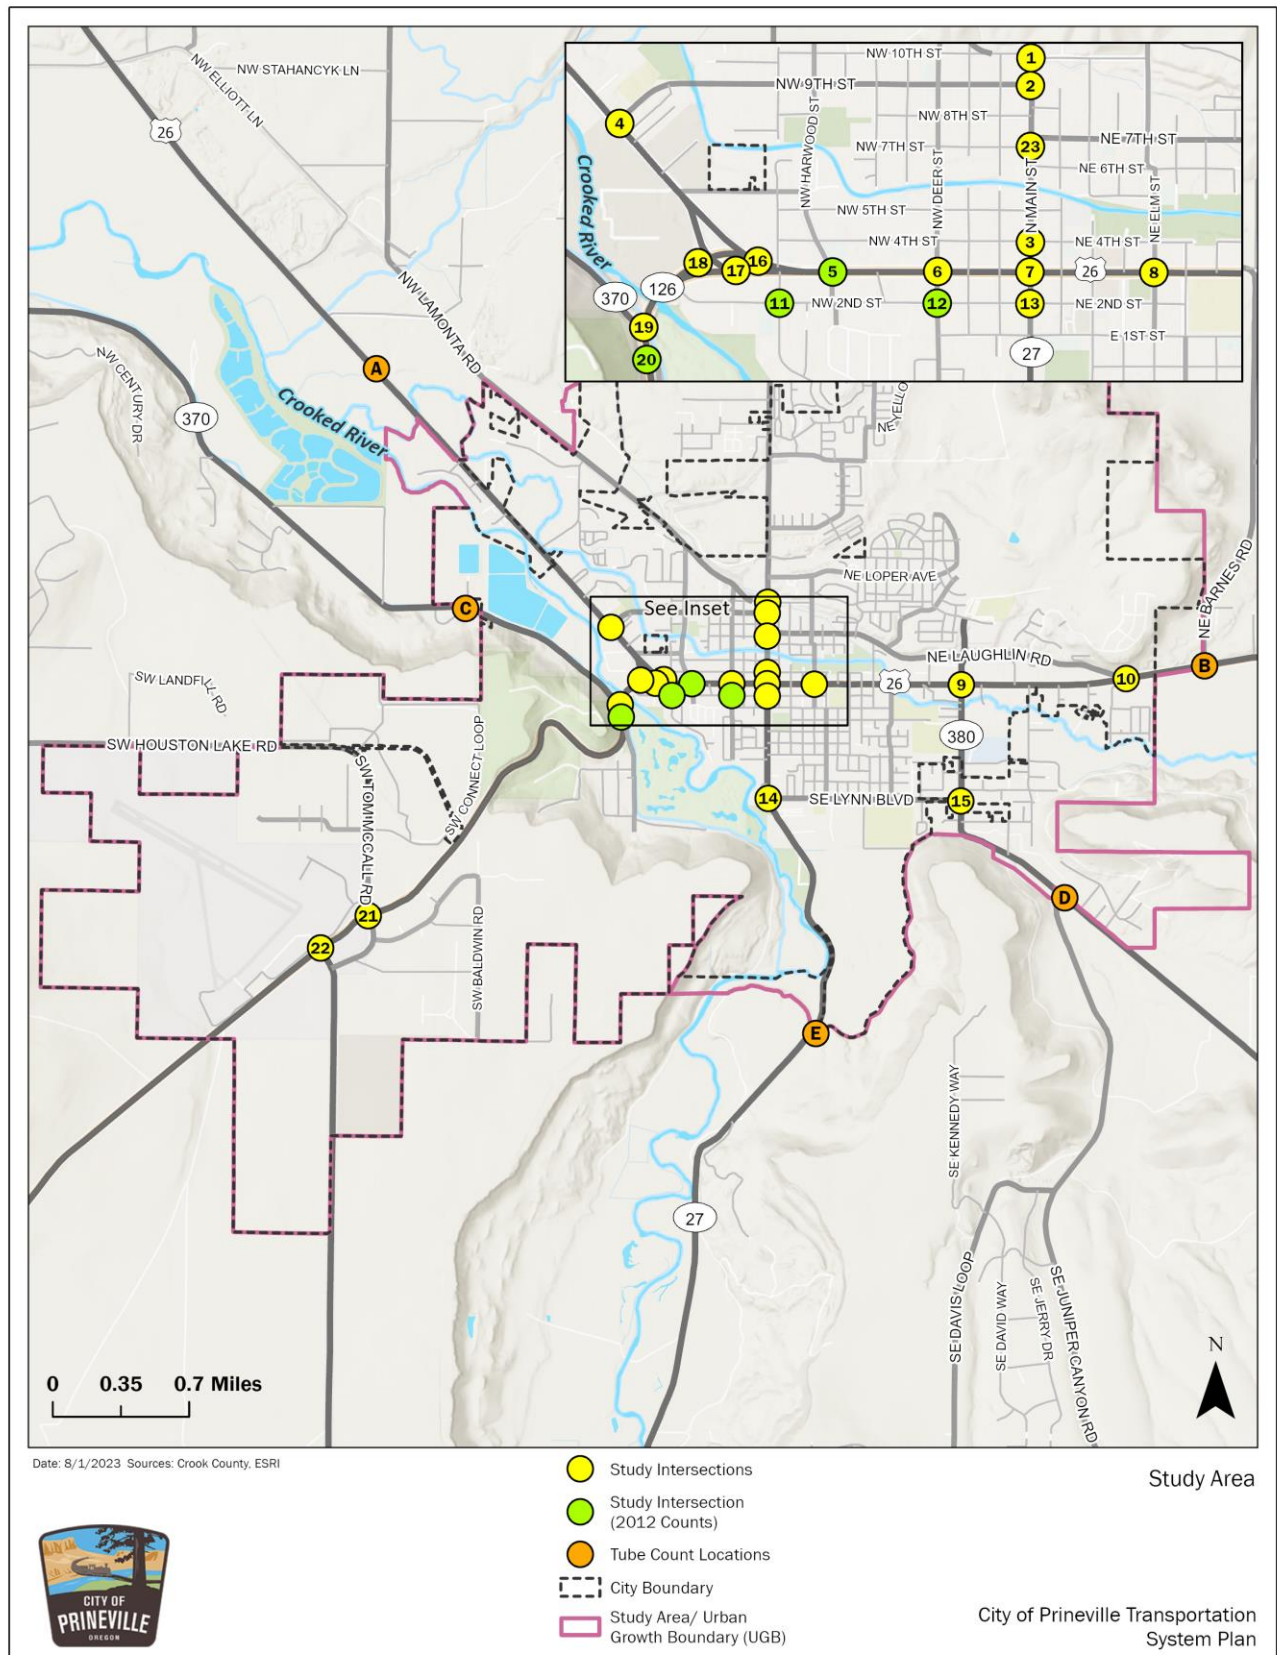 NW STAHANCYK LN
NW ELLIOTT LN
26
NW 10TH ST
1
NW 9TH ST
2
4
NW HARWOOD ST
NW 8TH ST
NW 7TH ST
23
NE 7TH ST
NE 6TH ST
Crooked River
NW DEER ST
N MAIN ST
NE ELM ST
NW 5TH ST
NW 4TH ST
3
NE 4TH ST
18
17
16
5
6
7
26
8
370
126
11
NW 2ND ST
12
13
NE 2ND ST
19
E 1ST ST
20
27
NW LAMONTA RD
A
NW CENTURY DR
370
Crooked River
NE YELLO
NE LOPER AVE
NE BARNES RD
C
See Inset
NE LAUGHLIN RD
B
26
9
10
SW LANDFILL RD
SW HOUSTON LAKE RD
SW CONNECT LOOP
380
SW TOM MCCALL RD
14
SE LYNN BLVD
15
D
21
22
SW BALDWIN RD
E
SE KENNEDY WAY
27
SE DAVIS LOOP
SE DAVID WAY
SE JERRY DR
SE JUNIPER CANYON RD
N
0 0.35 0.7 Miles
Date: 8/1/2023 Sources: Crook County, ESRI
Study Intersections
Study Area
Study Intersection
(2012 Counts)
Tube Count Locations
City Boundary
Study Area/ Urban
Growth Boundary (UGB)
CITY OF
PRINEVILLE
OREGON
City of Prineville Transportation
System Plan